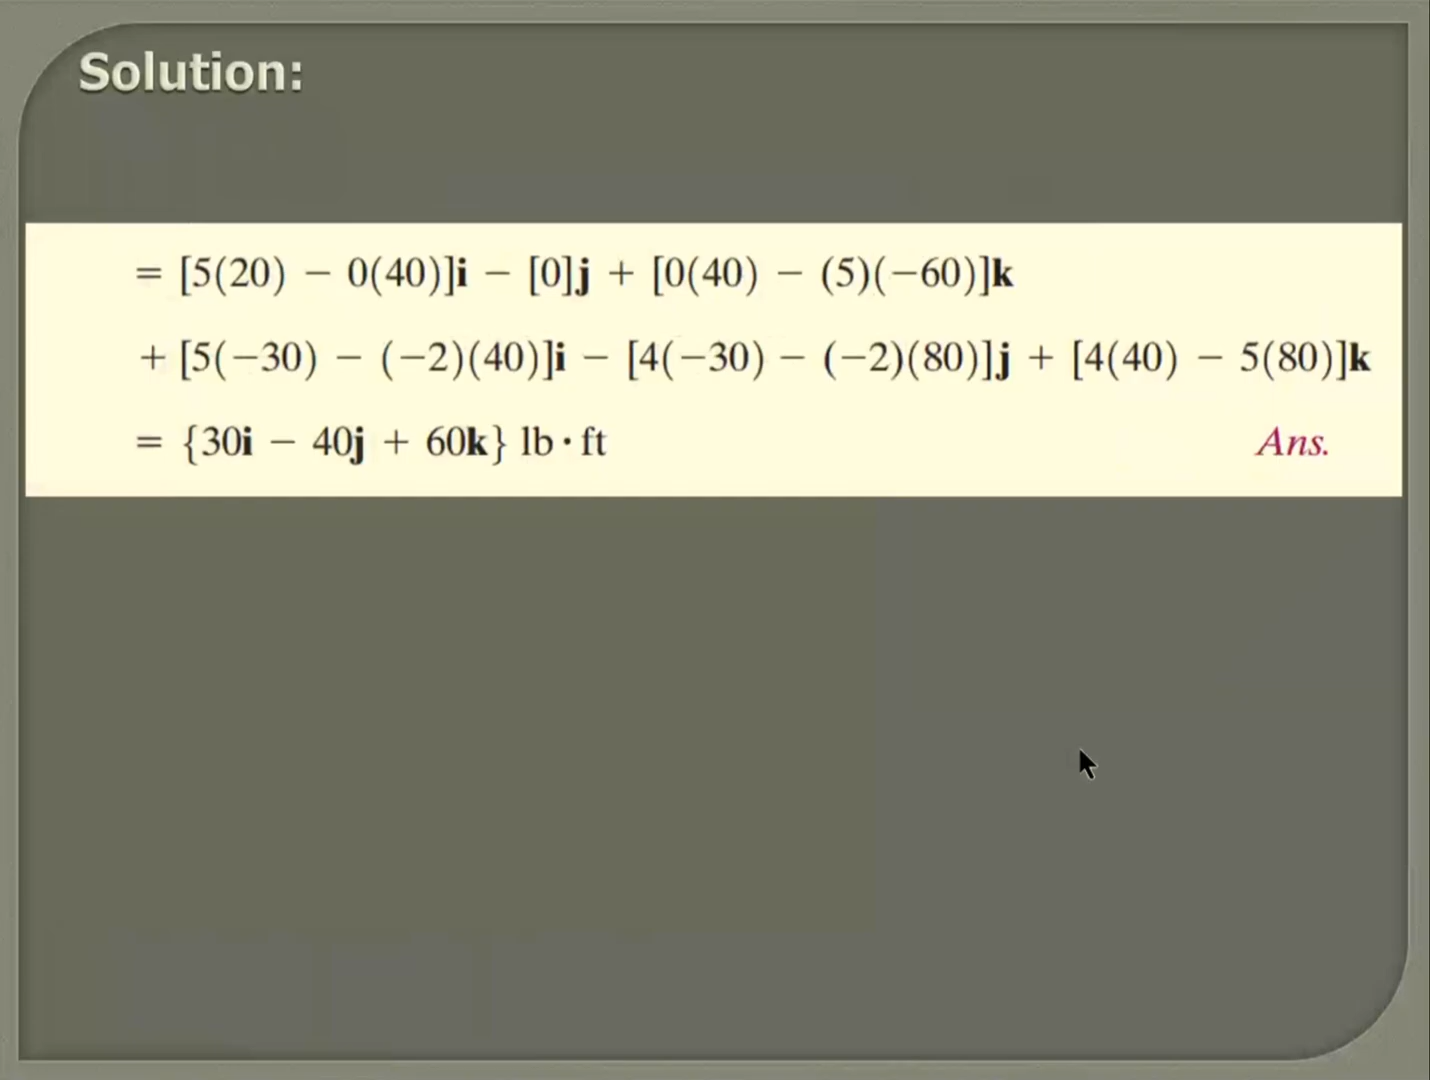 Solution:
= [5(20) − 0(40)]i − [0]j + [0(40) − (5)(−60)]k
+ [5(−30) − (−2)(40)]i − [4(−30) − (−2)(80)]j + [4(40) − 5(80)]k
= {30i − 40j + 60k} lb · ft Ans.